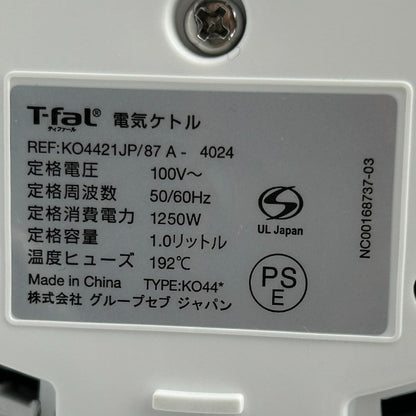 T-fal® 電気ケトル
ティファール
REF:KO4421JP/87 A - 4024
定格電圧 100V～
定格周波数 50/60Hz
定格消費電力 1250W
定格容量 1.0リットル
温度ヒューズ 192℃
Made in China TYPE:KO44*
株式会社 グループセブ ジャパン
S
UL Japan
PS
E
NC00168737-03